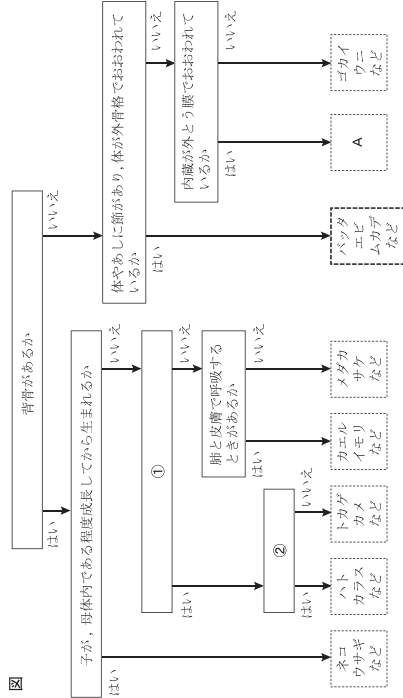 図
背骨があるか
はい
いいえ
子が，母体内である程度成長してから生まれるか
はい
いいえ
体やあしに節があり，体が外骨格でおおわれて
いるか
はい
いいえ
①
はい
いいえ
内蔵が外とう膜でおおわれて
いるか
はい
いいえ
②
はい
いいえ
肺と皮膚で呼吸する
ときがあるか
はい
いいえ
ネコ
ウサギ
など
ハト
カラス
など
トカゲ
カメ
など
カエル
イモリ
など
メダカ
サケ
など
バッタ
エビ
ムカデ
など
A
ゴカイ
ウニ
など